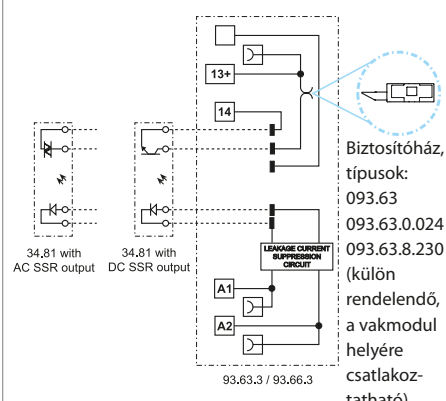 13+
14
LEAKAGE CURRENT
SUPPRESSION
CIRCUIT
A1
A2
34.81 with
AC SSR output
34.81 with
DC SSR output
93.63.3 / 93.66.3
Biztosítóház,
típusok:
093.63
093.63.0.024
093.63.8.230
(külön
rendelendő,
a vakmodul
helyére
csatlakoz-
tatható)